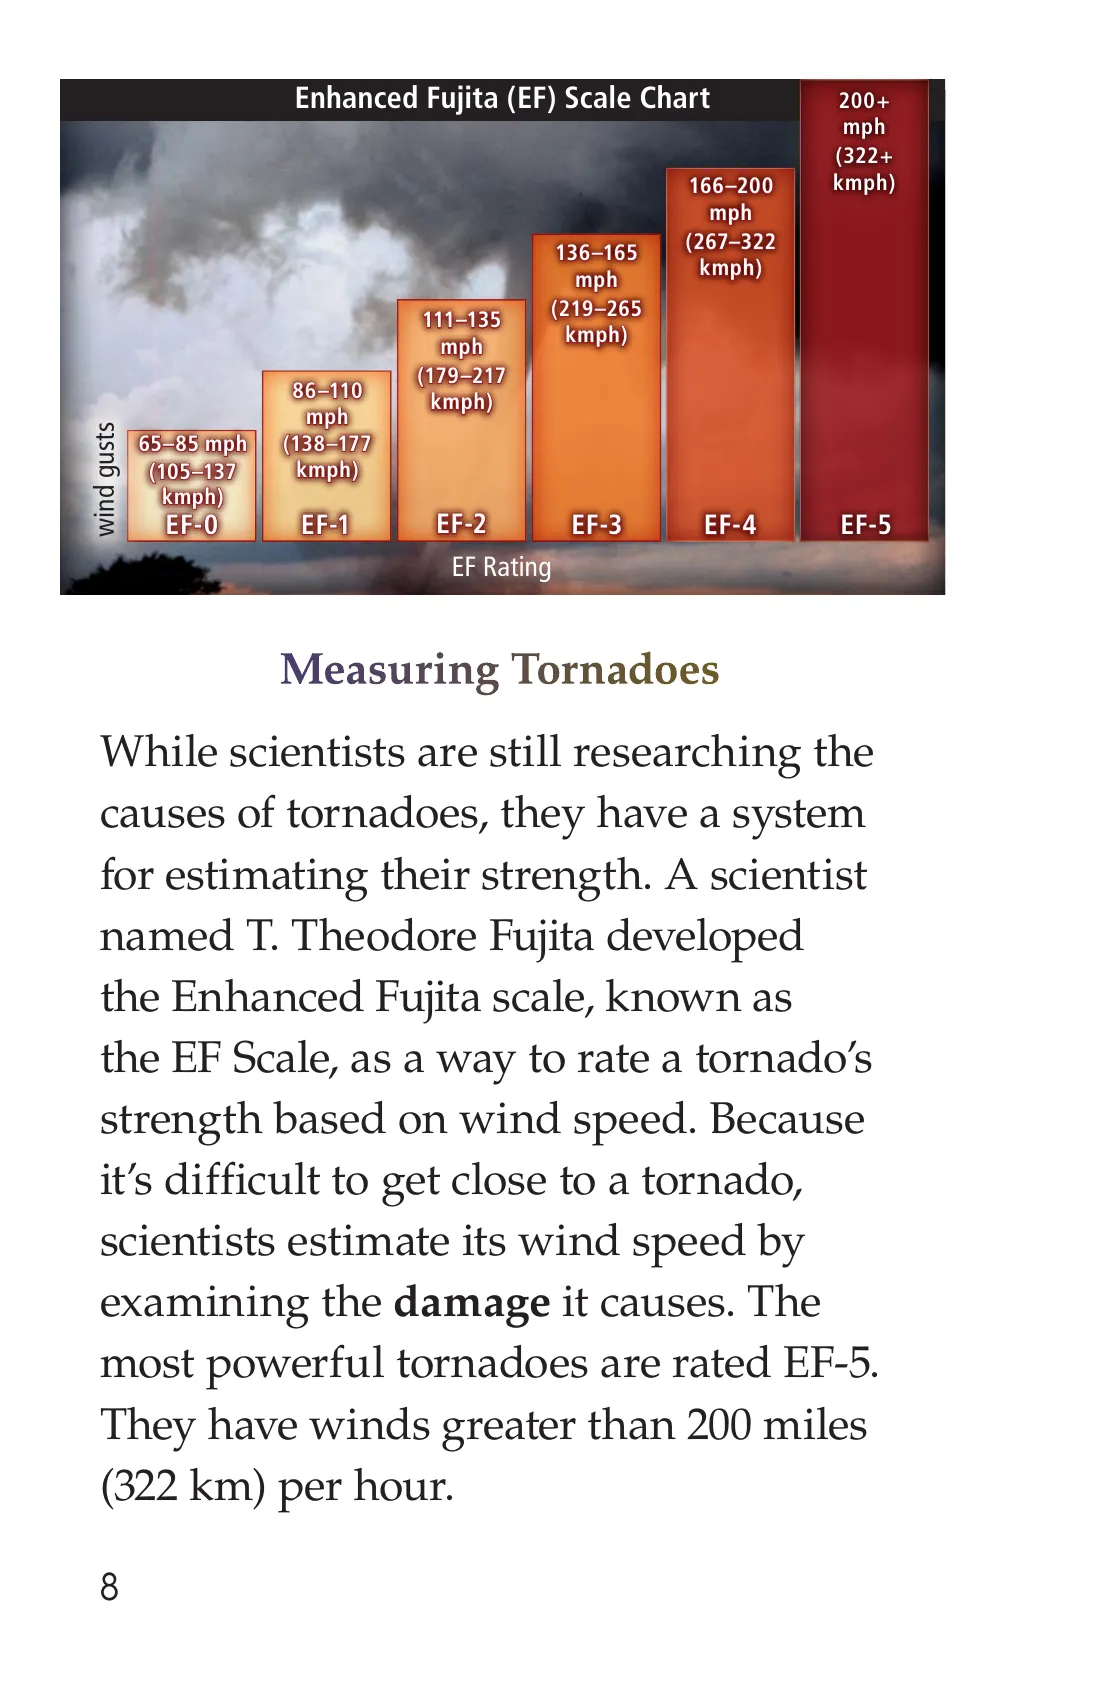 Enhanced Fujita (EF) Scale Chart
wind gusts
65–85 mph
(105–137
kmph)
EF-0
86–110
mph
(138–177
kmph)
EF-1
111–135
mph
(179–217
kmph)
EF-2
136–165
mph
(219–265
kmph)
EF-3
166–200
mph
(267–322
kmph)
EF-4
200+
mph
(322+
kmph)
EF-5
EF Rating
Measuring Tornadoes
While scientists are still researching the
causes of tornadoes, they have a system
for estimating their strength. A scientist
named T. Theodore Fujita developed
the Enhanced Fujita scale, known as
the EF Scale, as a way to rate a tornado’s
strength based on wind speed. Because
it’s difficult to get close to a tornado,
scientists estimate its wind speed by
examining the damage it causes. The
most powerful tornadoes are rated EF-5.
They have winds greater than 200 miles
(322 km) per hour.
8